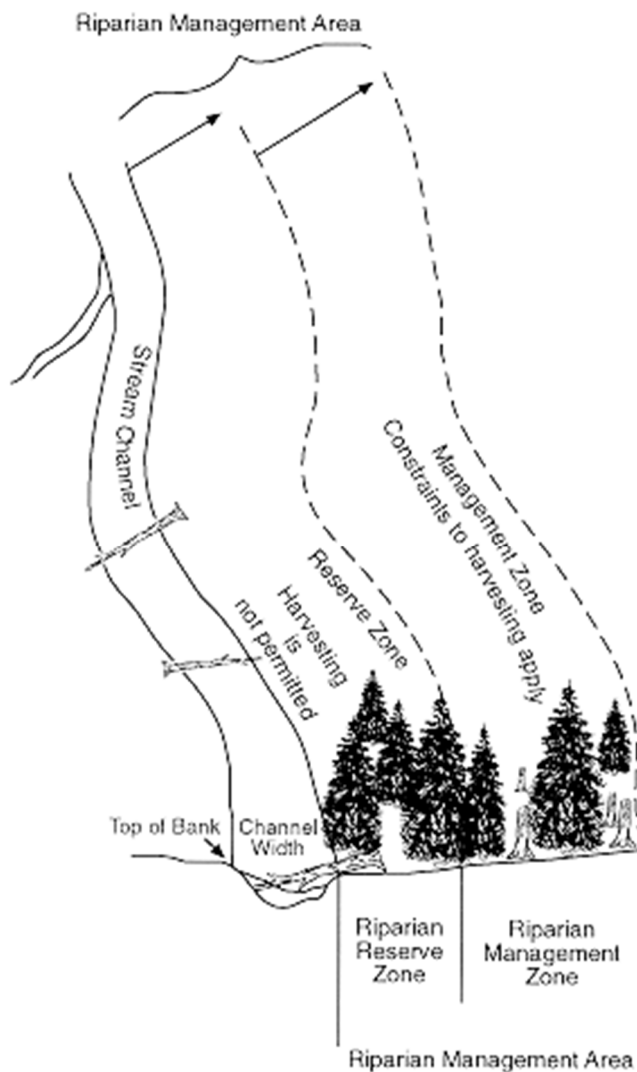 Riparian Management Area
Stream Channel
Management Zone
Constraints to harvesting apply
Reserve Zone
Harvesting
is
not permitted
Top of Bank
Channel
Width
Riparian
Reserve
Zone
Riparian
Management
Zone
Riparian Management Area